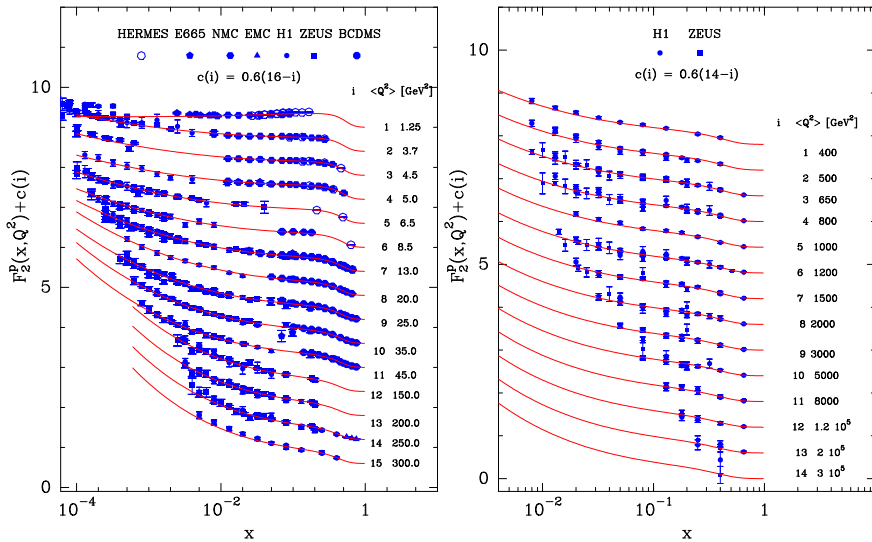 HERMES E665 NMC EMC H1 ZEUS BCDMS
c(i) = 0.6(16-i)
i <Q²> [GeV²]
1 1.25
2 3.7
3 4.5
4 5.0
5 6.5
6 8.5
7 13.0
8 20.0
9 25.0
10 35.0
11 45.0
12 150.0
13 200.0
14 250.0
15 300.0
F₂ᵖ(x,Q²)+c(i)
10
5
0
10⁻⁴ 10⁻² 1
x
H1 ZEUS
c(i) = 0.6(14-i)
i <Q²> [GeV²]
1 400
2 500
3 650
4 800
5 1000
6 1200
7 1500
8 2000
9 3000
10 5000
11 8000
12 1.2 10⁵
13 2 10⁵
14 3 10⁵
F₂ᵖ(x,Q²)+c(i)
10
5
0
10⁻² 10⁻¹ 1
x